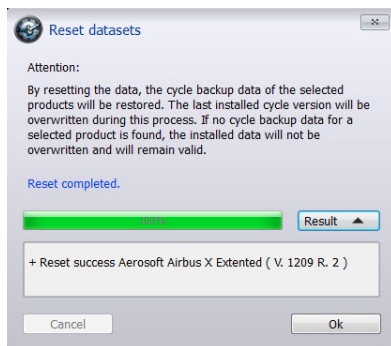 Reset datasets
Attention:
By resetting the data, the cycle backup data of the selected
products will be restored. The last installed cycle version will be
overwritten during this process. If no cycle backup data for a
selected product is found, the installed data will not be
overwritten and will remain valid.
Reset completed.
100%
Result
+ Reset success Aerosoft Airbus X Extented ( V. 1209 R. 2 )
Cancel
Ok